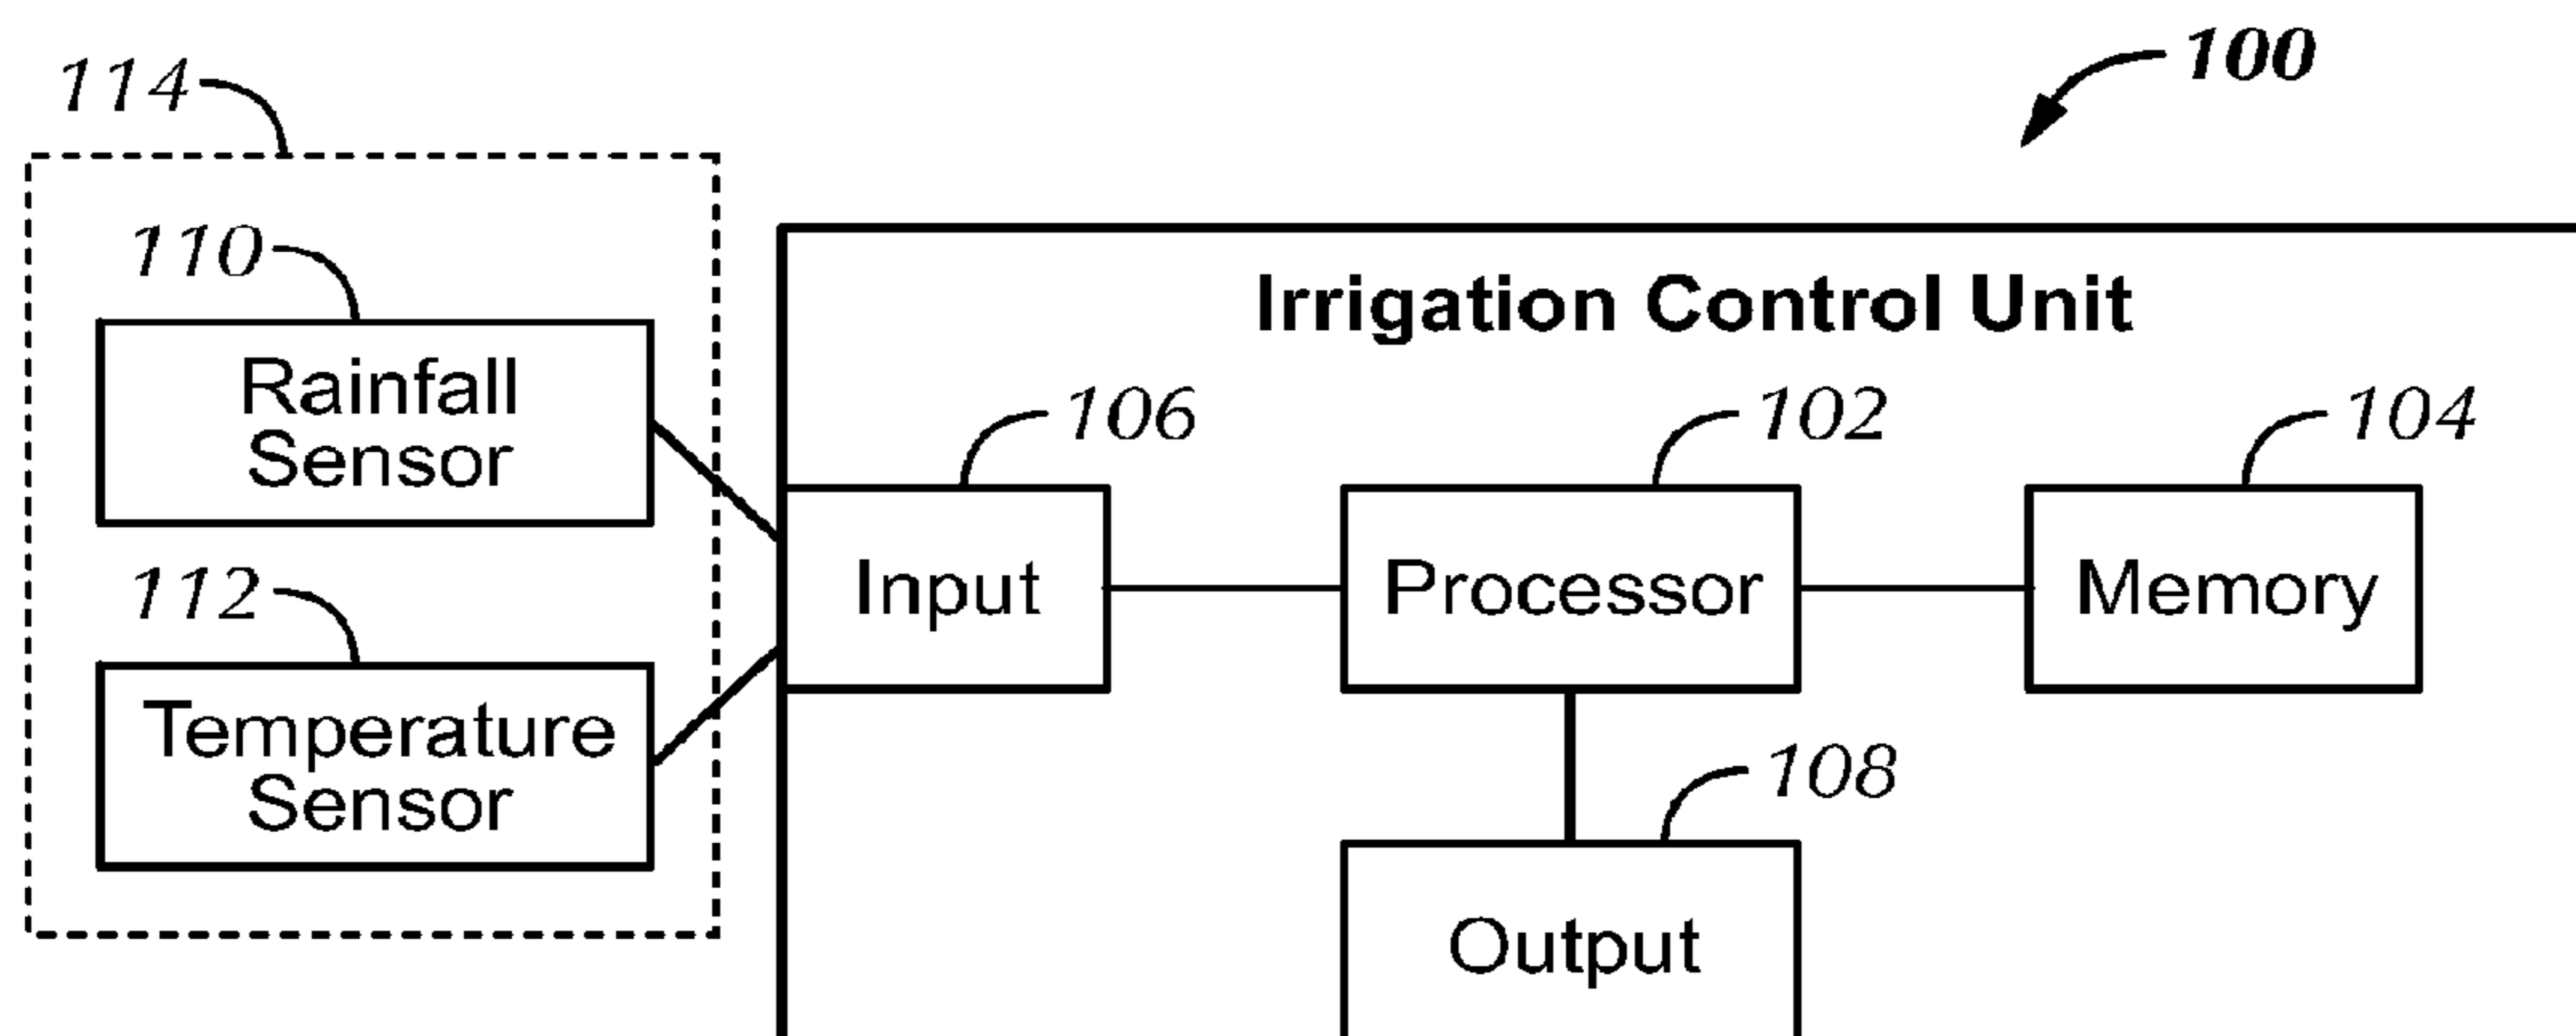 100
114
110
Irrigation Control Unit
Rainfall
Sensor
106
102
104
112
Input
Processor
Memory
Temperature
Sensor
108
Output